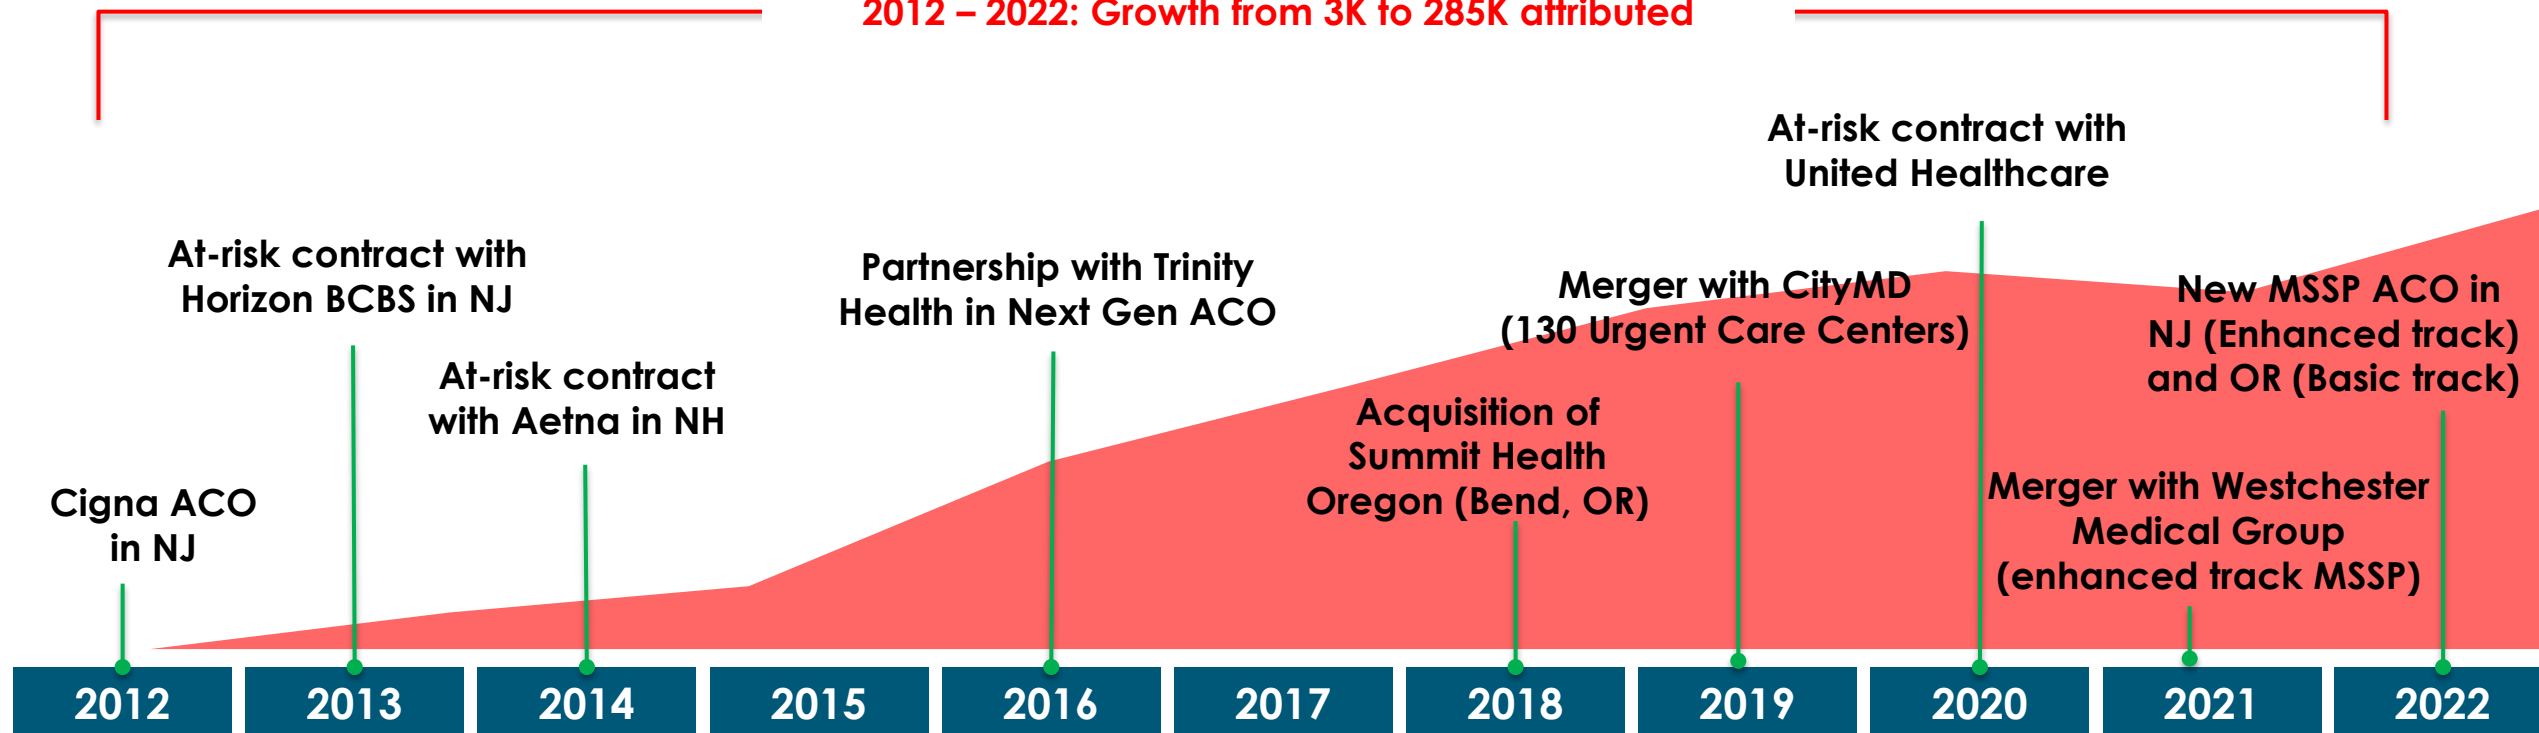 2012 – 2022: Growth from 3K to 285K attributed
At-risk contract with
United Healthcare
At-risk contract with
Horizon BCBS in NJ
Partnership with Trinity
Health in Next Gen ACO
Merger with CityMD
(130 Urgent Care Centers)
New MSSP ACO in
NJ (Enhanced track)
and OR (Basic track)
At-risk contract
with Aetna in NH
Acquisition of
Summit Health
Oregon (Bend, OR)
Cigna ACO
in NJ
Merger with Westchester
Medical Group
(enhanced track MSSP)
2012
2013
2014
2015
2016
2017
2018
2019
2020
2021
2022